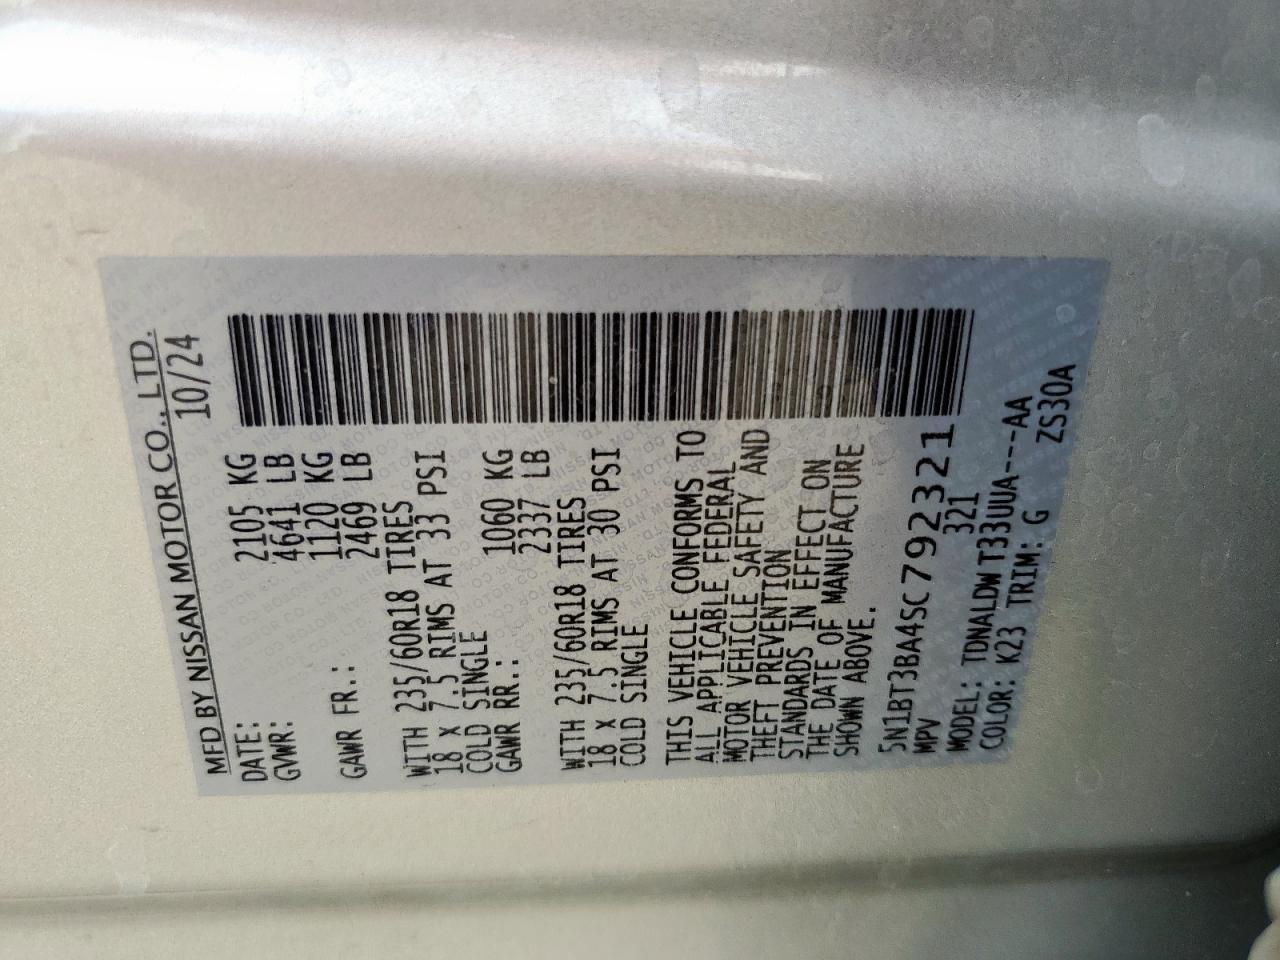 MFD BY NISSAN MOTOR CO., LTD.
DATE: 10/24
GVWR: 2105 KG
4641 LB
GAWR FR.: 1120 KG
2469 LB
WITH 235/60R18 TIRES
18 X 7.5 RIMS AT 33 PSI
COLD SINGLE
GAWR RR.: 1060 KG
2337 LB
WITH 235/60R18 TIRES
18 X 7.5 RIMS AT 30 PSI
COLD SINGLE
THIS VEHICLE CONFORMS TO
ALL APPLICABLE FEDERAL
MOTOR VEHICLE SAFETY AND
THEFT PREVENTION
STANDARDS IN EFFECT ON
THE DATE OF MANUFACTURE
SHOWN ABOVE.
5N1BT3BA4SC792321
MPV 321
MODEL: TDNALDWT33UUA---AA
COLOR: K23 TRIM: G ZS30A